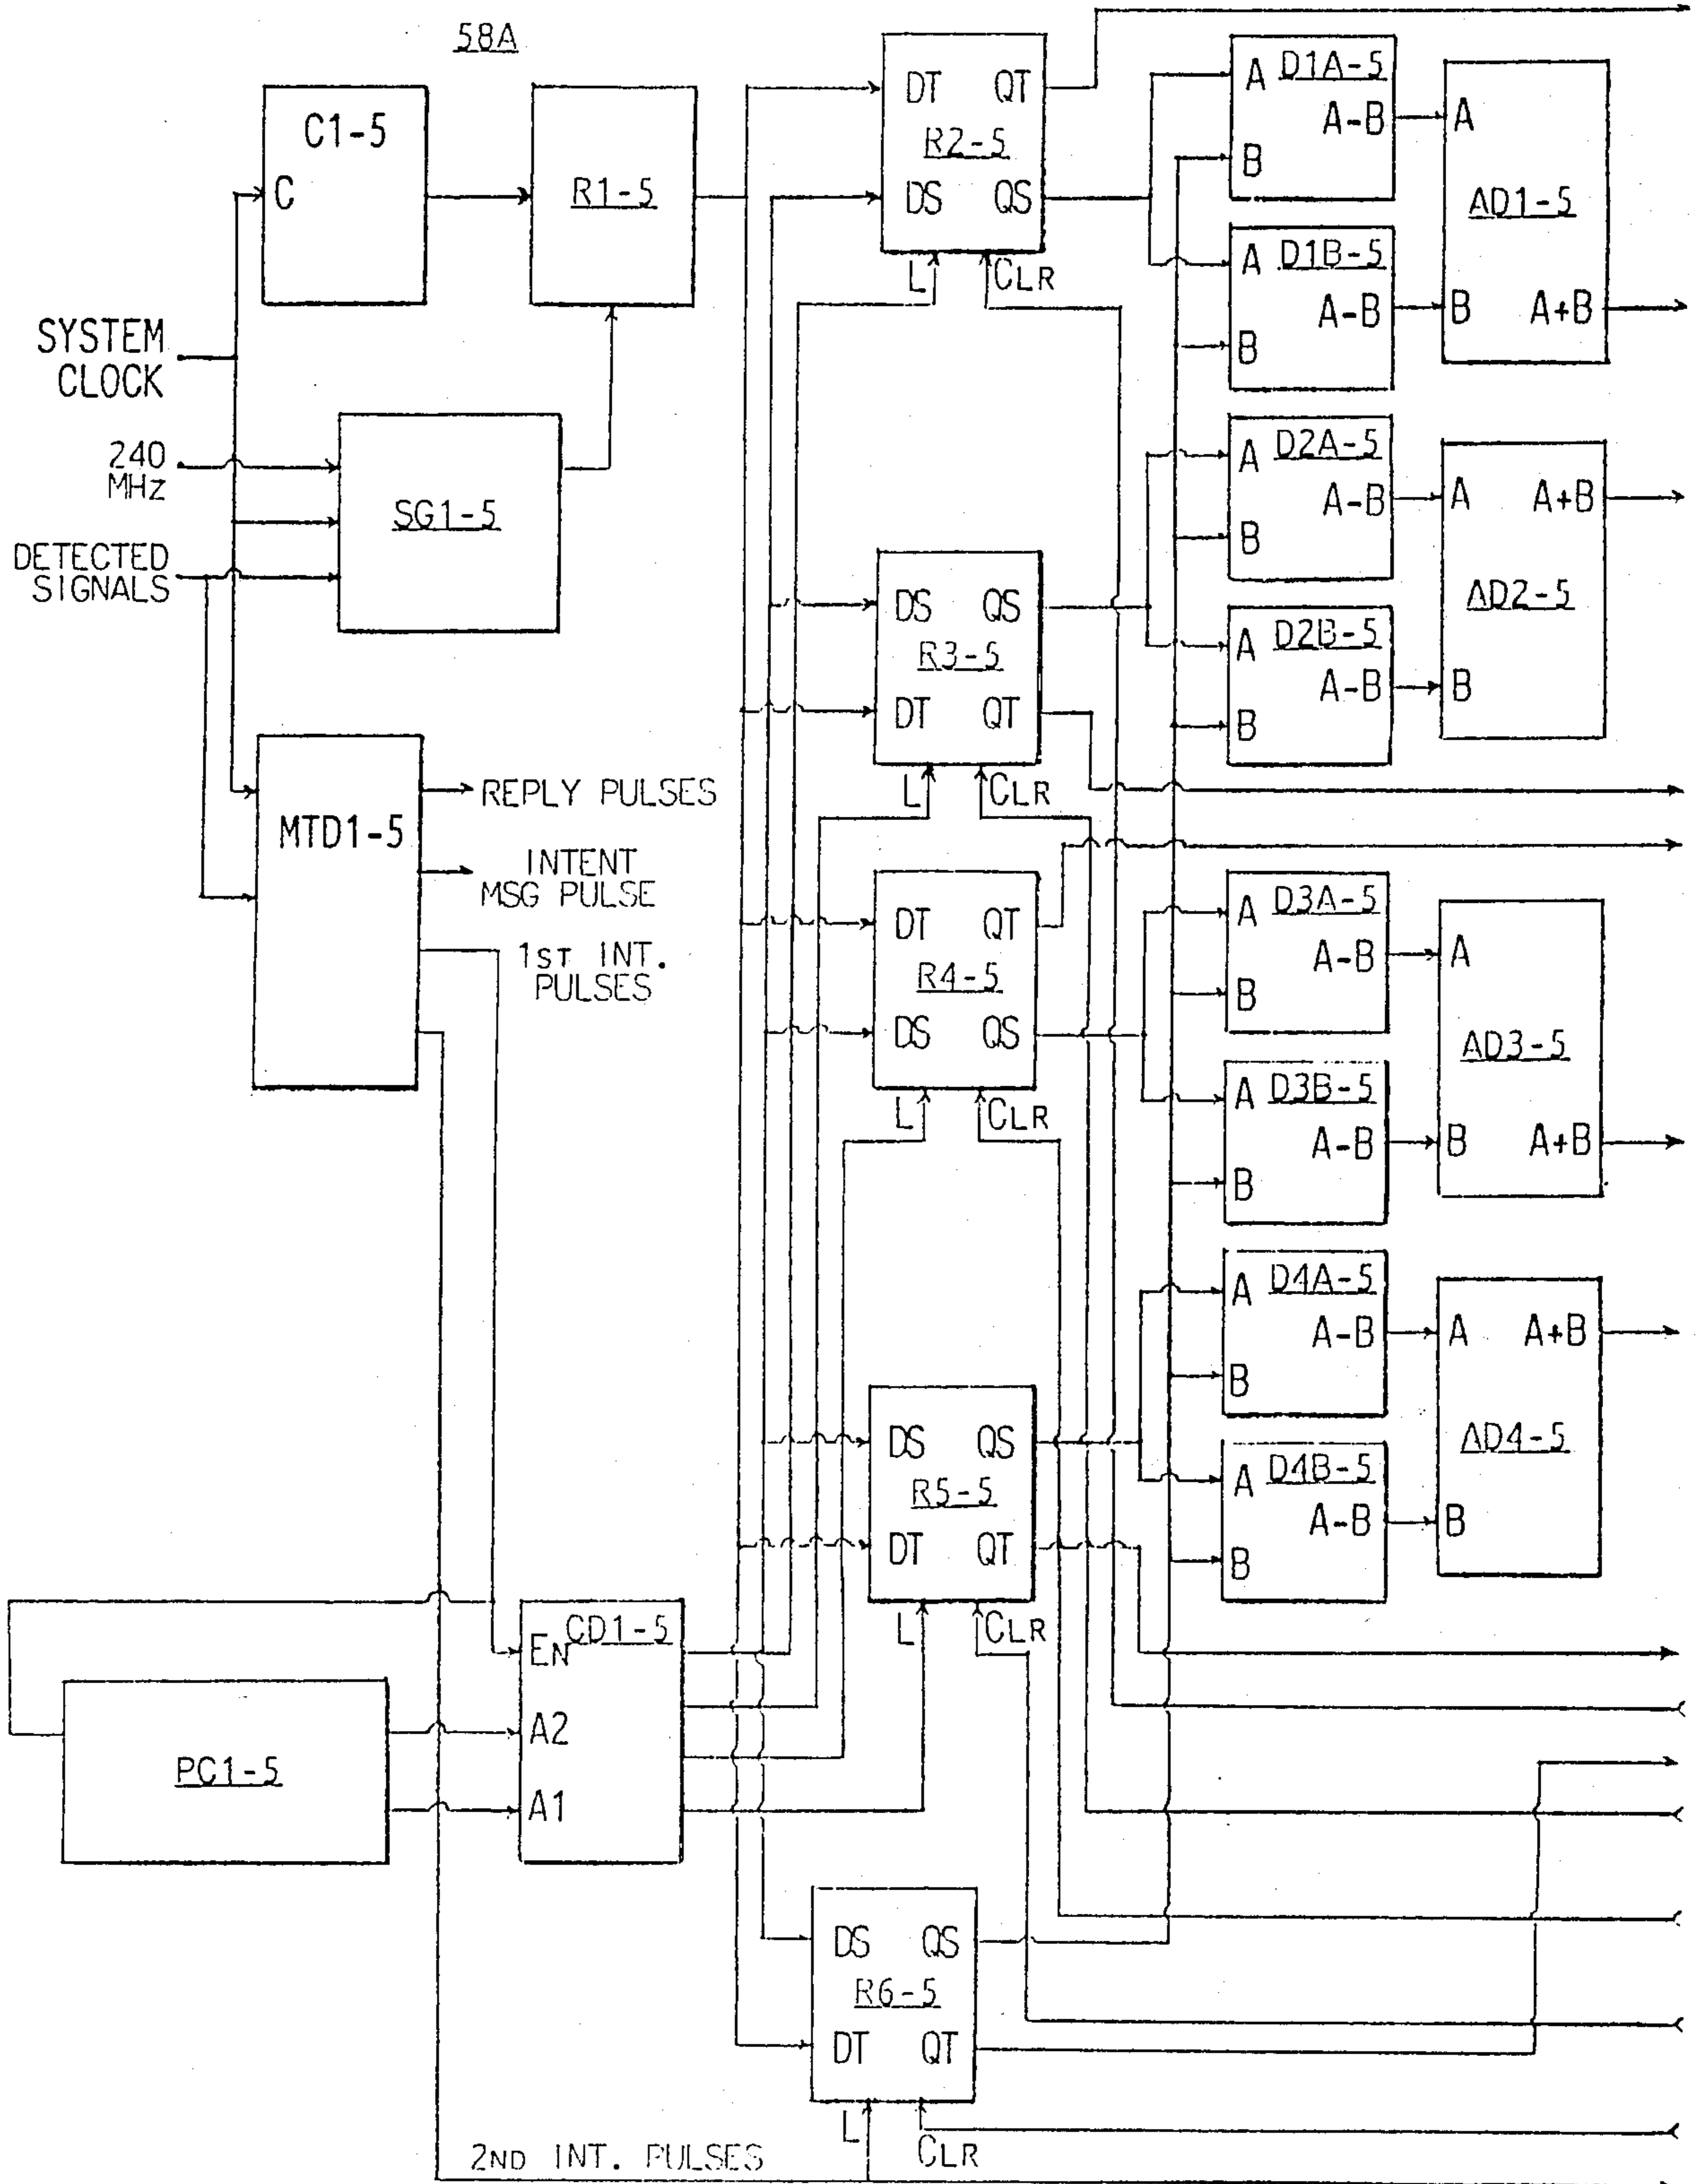 58A
C1-5
C
R1-5
SYSTEM
CLOCK
240
MHz
SG1-5
DETECTED
SIGNALS
MTD1-5
REPLY PULSES
INTENT
MSG PULSE
1ST INT.
PULSES
DT QT
R2-5
DS QS
L CLR
DS QS
R3-5
DT QT
L CLR
DT QT
R4-5
DS QS
L CLR
DS QS
R5-5
DT QT
L CLR
DS QS
R6-5
DT QT
L CLR
A D1A-5
A-B
B
A D1B-5
A-B
B
A
AD1-5
B A+B
A D2A-5
A-B
B
A D2B-5
A-B
B
A A+B
AD2-5
B
A D3A-5
A-B
B
A D3B-5
A-B
B
A
AD3-5
B A+B
A D4A-5
A-B
B
A D4B-5
A-B
B
A A+B
AD4-5
B
EN CD1-5
A2
A1
PC1-5
2ND INT. PULSES